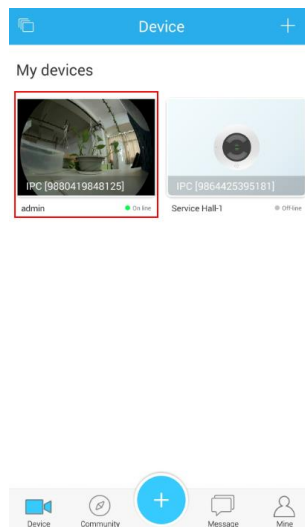 Device
My devices
IPC [9880419848125]
IPC [9864425395181]
admin
On line
Service Hall-1
Off-line
Device
Community
Message
Mine